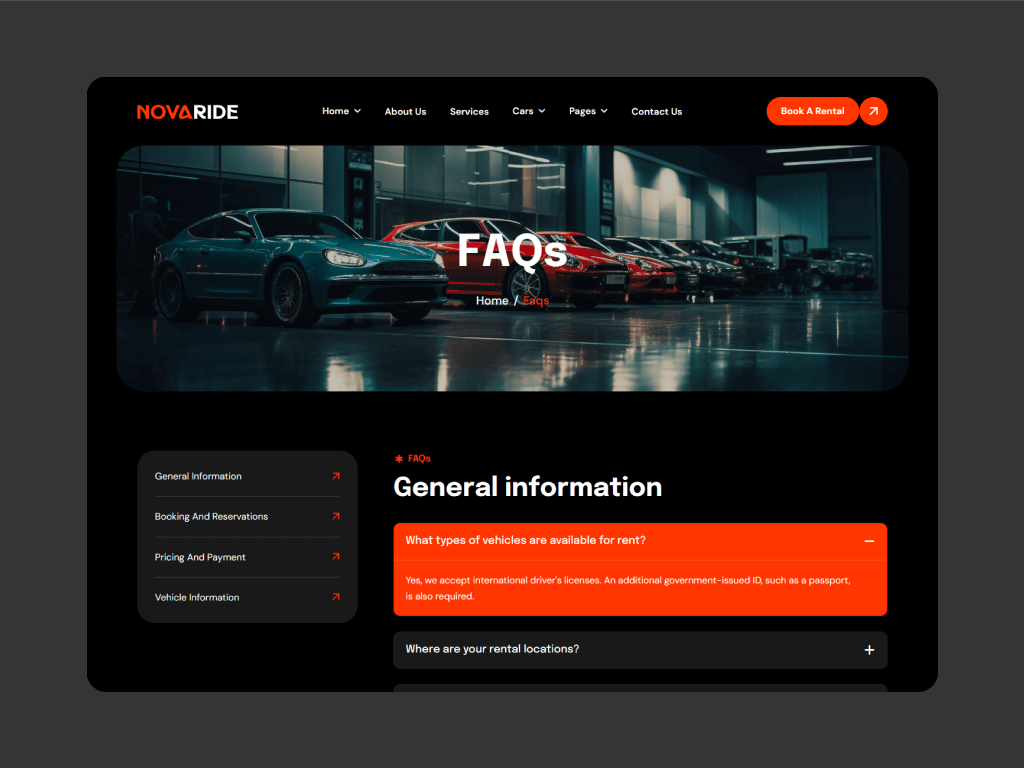 NOVARIDE
Home
About Us
Services
Cars
Pages
Contact Us
Book A Rental
FAQs
Home / Faqs
General Information
Booking And Reservations
Pricing And Payment
Vehicle Information
FAQs
General information
What types of vehicles are available for rent?
Yes, we accept international driver's licenses. An additional government-issued ID, such as a passport,
is also required.
Where are your rental locations?